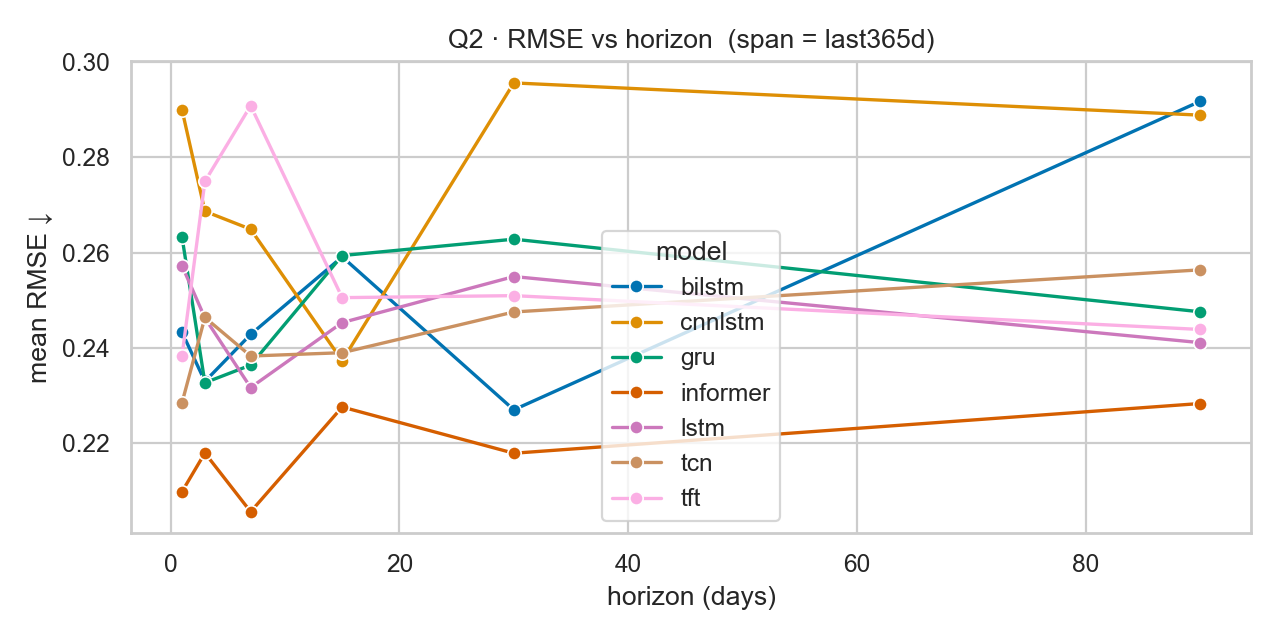 Q2 · RMSE vs horizon  (span = last365d)
mean RMSE ↓
0.30
0.28
0.26
0.24
0.22
model
bilstm
cnnlstm
gru
informer
lstm
tcn
tft
0 20 40 60 80
horizon (days)